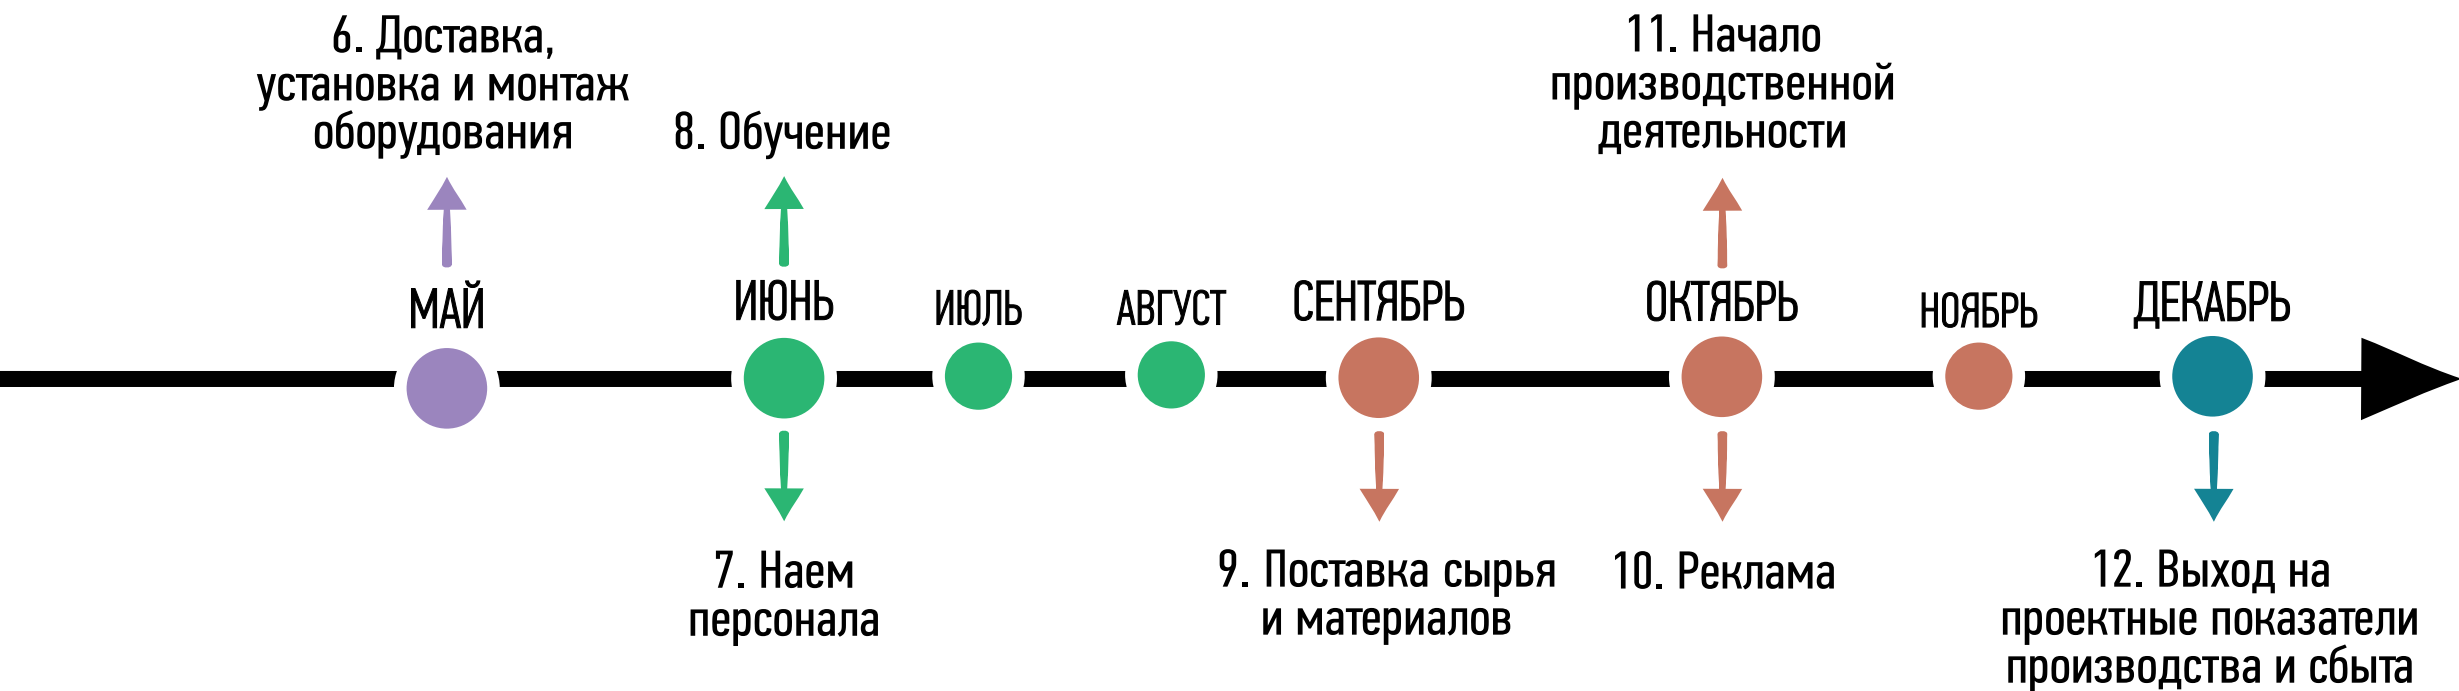 6. Доставка,
установка и монтаж
оборудования
8. Обучение
11. Начало
производственной
деятельности
МАЙ
ИЮНЬ
ИЮЛЬ
АВГУСТ
СЕНТЯБРЬ
ОКТЯБРЬ
НОЯБРЬ
ДЕКАБРЬ
7. Наем
персонала
9. Поставка сырья
и материалов
10. Реклама
12. Выход на
проектные показатели
производства и сбыта